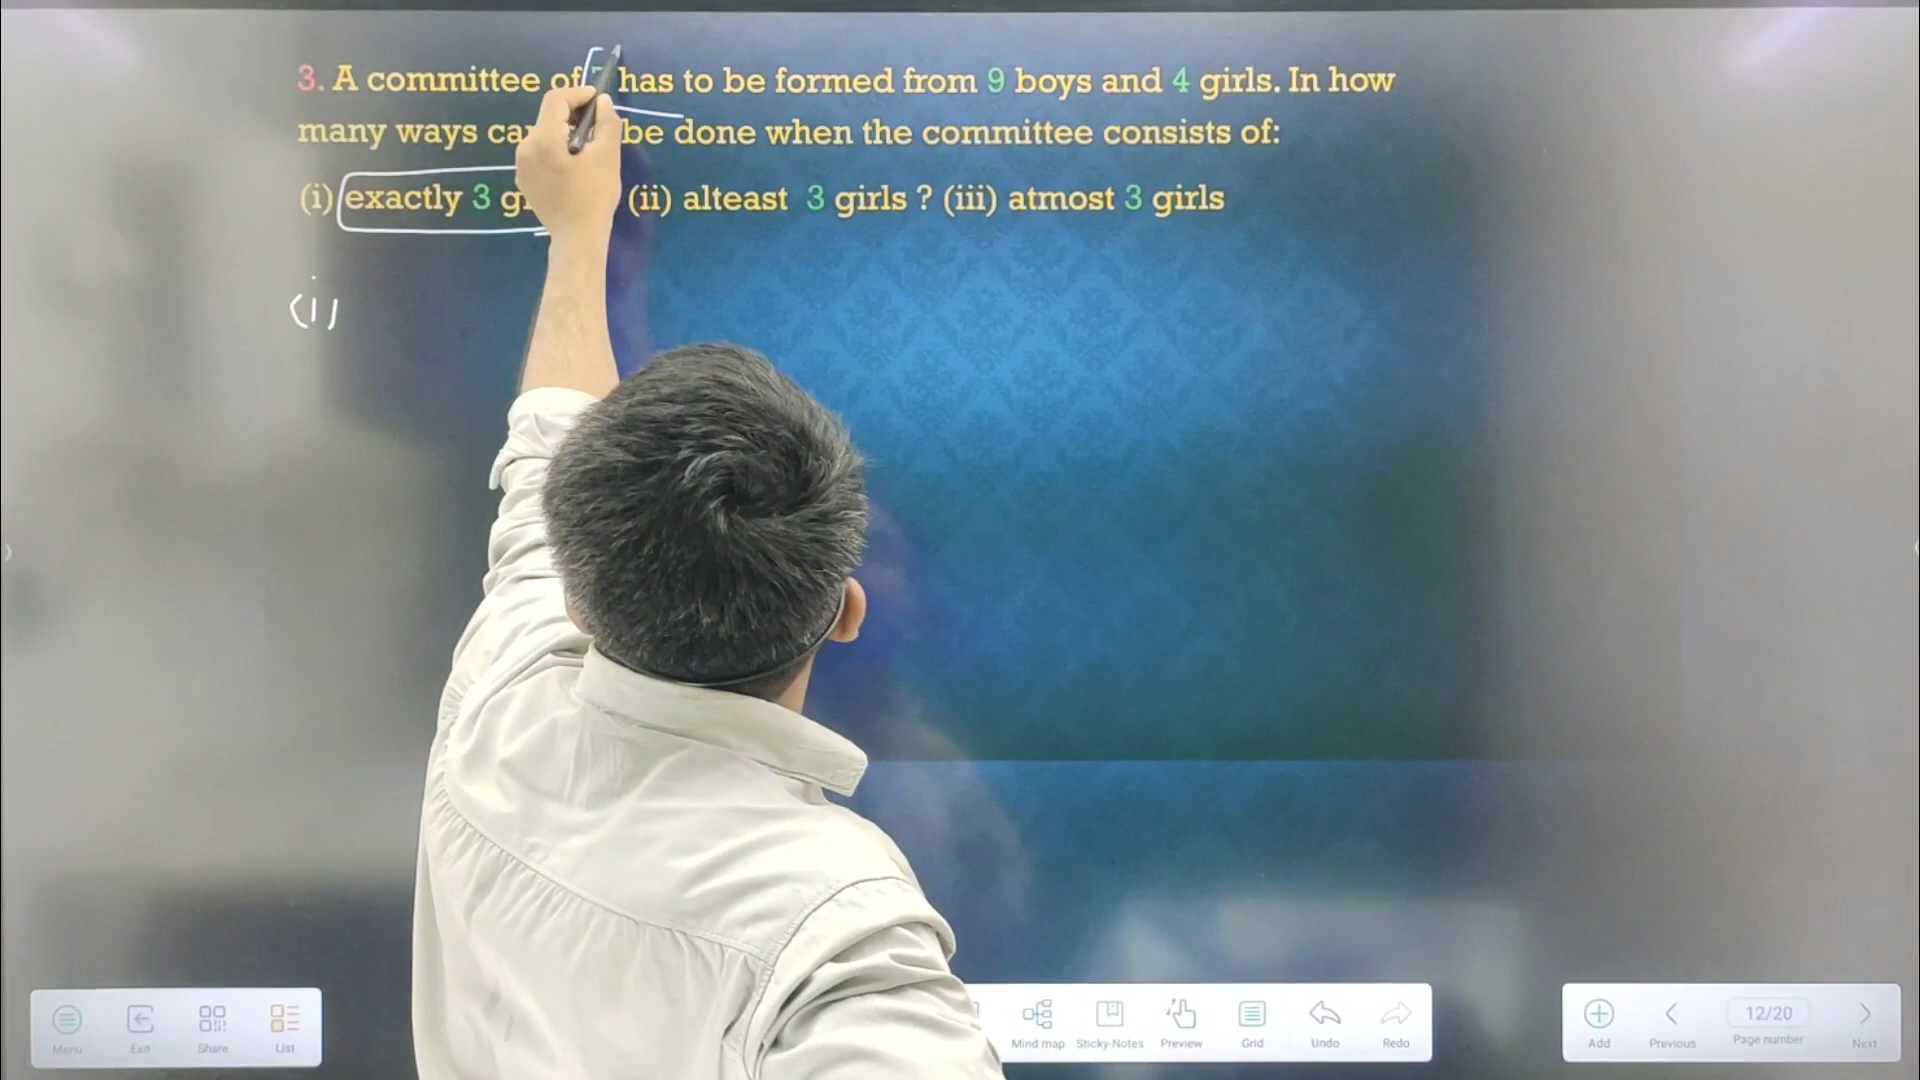 3. A committee of 7 has to be formed from 9 boys and 4 girls. In how
many ways be done when the committee consists of:
(i) exactly 3 (ii) alteast 3 girls ? (iii) atmost 3 girls
(i)
Menu Exit Share List Mind map Sticky-Notes Preview Grid Undo Redo Add Previous 12/20 Page number Next